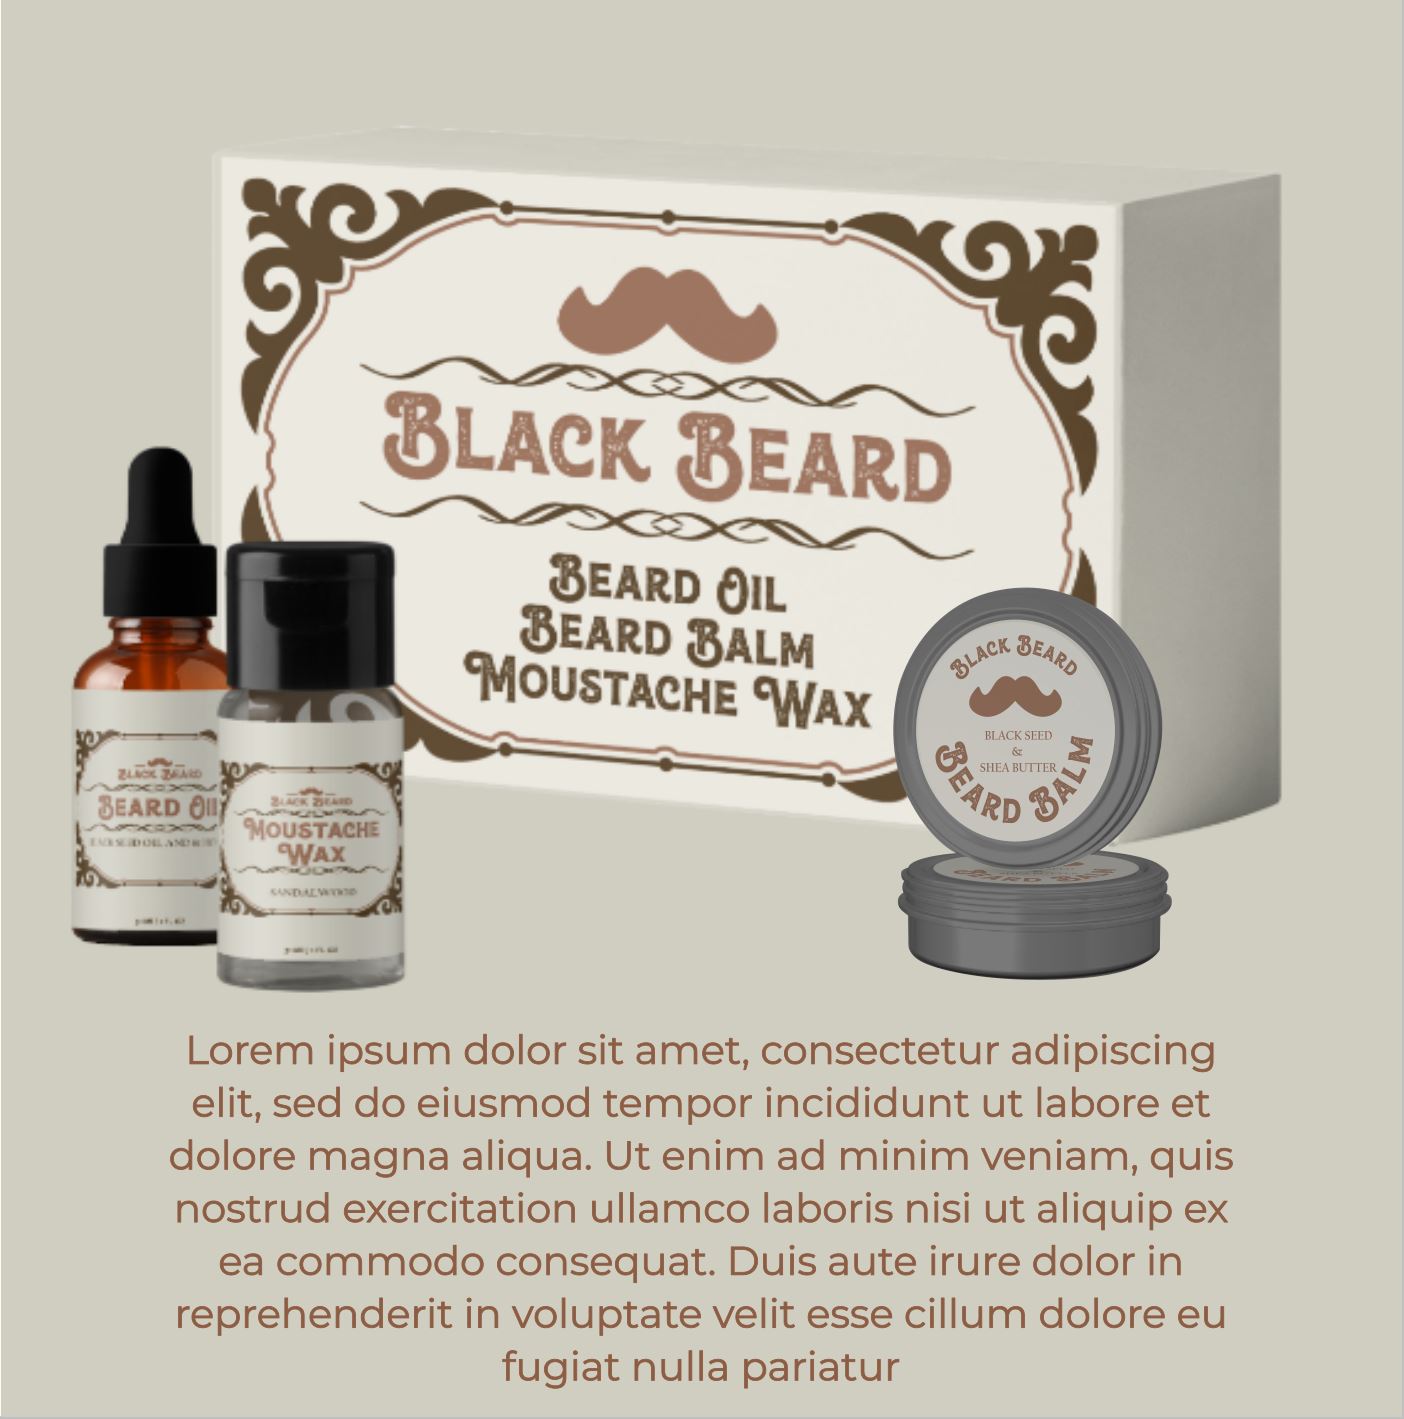 Black Beard
Beard Oil
Beard Balm
Moustache Wax
Black Beard
Beard Oil
Black Beard
Moustache
Wax
Sandalwood
Black Beard
BLACK SEED
&
SHEA BUTTER
Beard Balm
Beard Balm
Lorem ipsum dolor sit amet, consectetur adipiscing
elit, sed do eiusmod tempor incididunt ut labore et
dolore magna aliqua. Ut enim ad minim veniam, quis
nostrud exercitation ullamco laboris nisi ut aliquip ex
ea commodo consequat. Duis aute irure dolor in
reprehenderit in voluptate velit esse cillum dolore eu
fugiat nulla pariatur